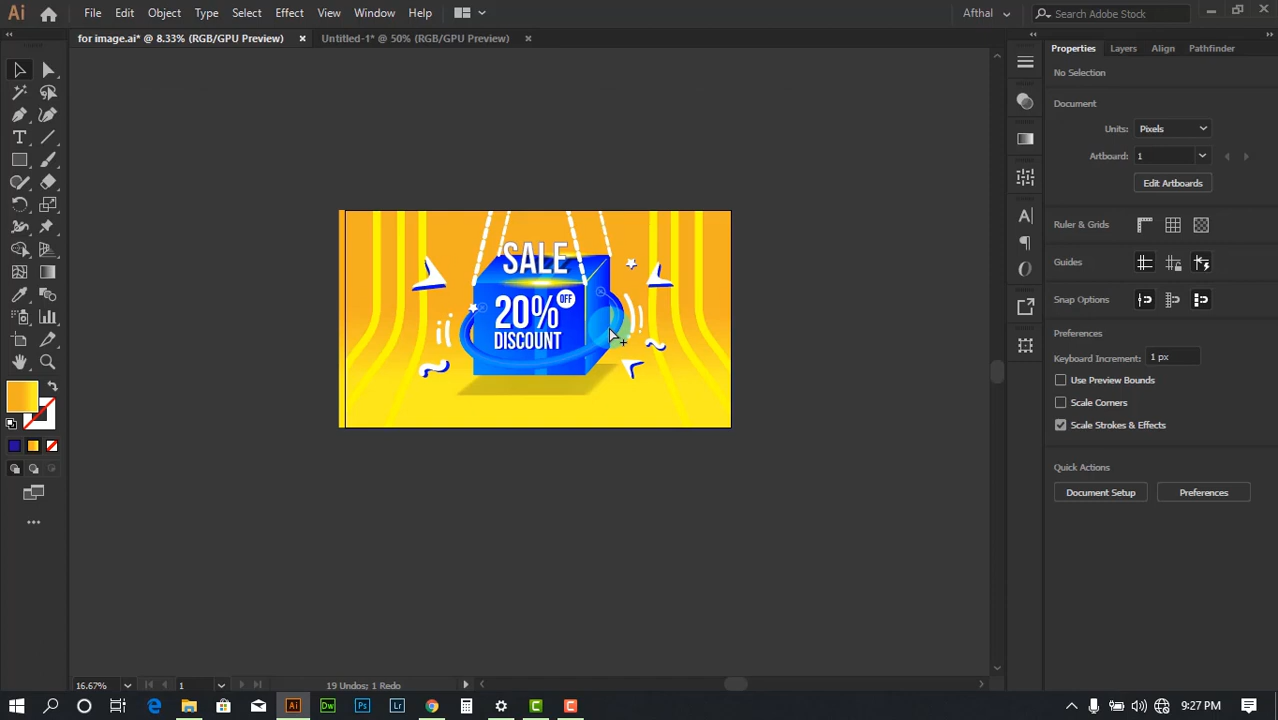 Ai File Edit Object Type Select Effect View Window Help Afthal Search Adobe Stock
for image.ai* @ 8.33% (RGB/GPU Preview) × Untitled-1* @ 50% (RGB/GPU Preview) ×
Properties Layers Align Pathfinder
No Selection
Document
Units: Pixels
Artboard: 1
Edit Artboards
Ruler & Grids
Guides
Snap Options
Preferences
Keyboard Increment: 1 px
Use Preview Bounds
Scale Corners
Scale Strokes & Effects
Quick Actions
Document Setup Preferences
SALE
20% OFF
DISCOUNT
16.67% 1 19 Undos; 1 Redo
Ai Dw Ps Lr 9:27 PM